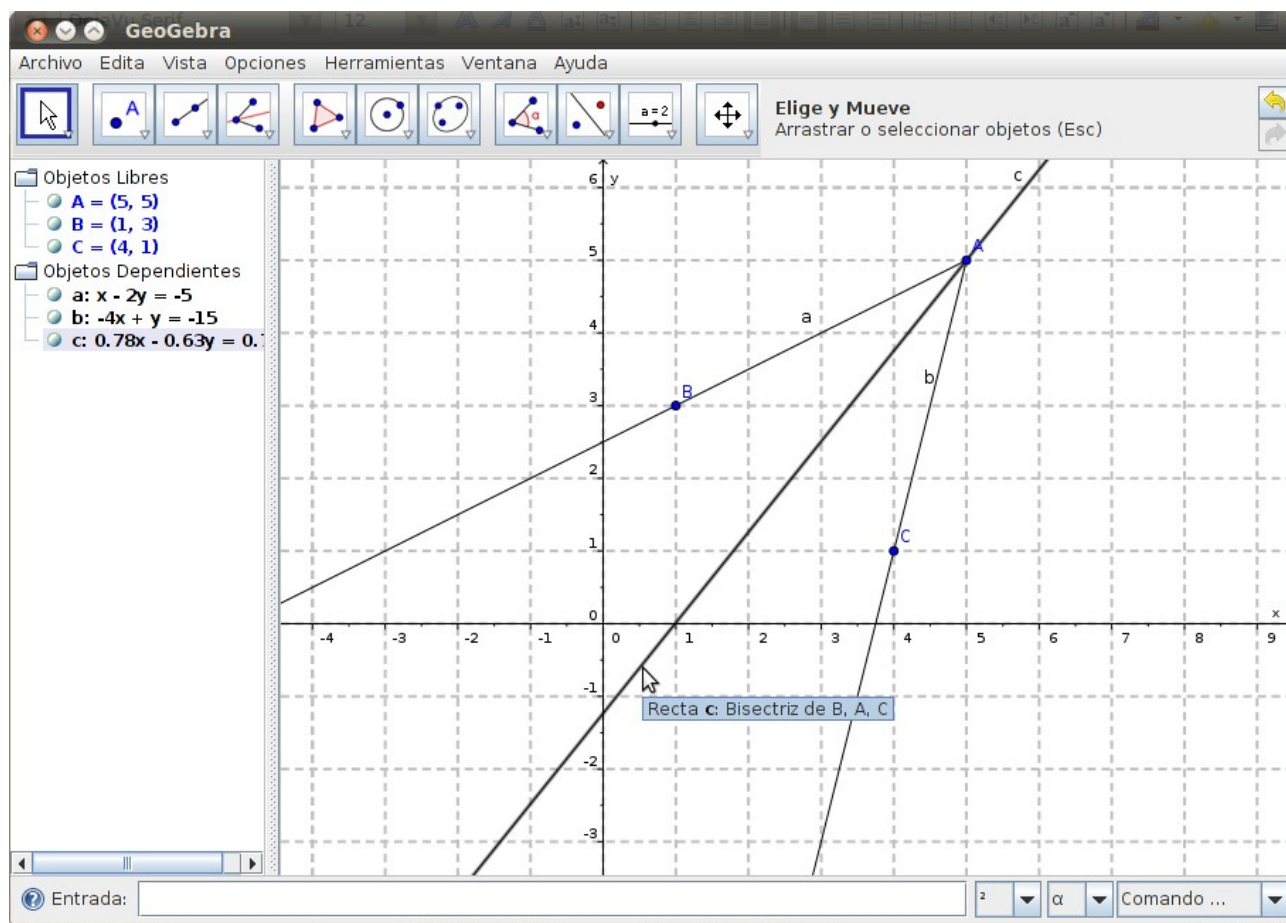 12
GeoGebra
Archivo Edita Vista Opciones Herramientas Ventana Ayuda
A
α
a=2
Elige y Mueve
Arrastrar o seleccionar objetos (Esc)
Objetos Libres
A = (5, 5)
B = (1, 3)
C = (4, 1)
Objetos Dependientes
a: x - 2y = -5
b: -4x + y = -15
c: 0.78x - 0.63y = 0.
y
c
6
A
5
a
4
b
B
3
2
C
1
0
x
-4 -3 -2 -1 0 1 2 3 4 5 6 7 8 9
-1
Recta c: Bisectriz de B, A, C
-2
-3
Entrada:
² α Comando ...